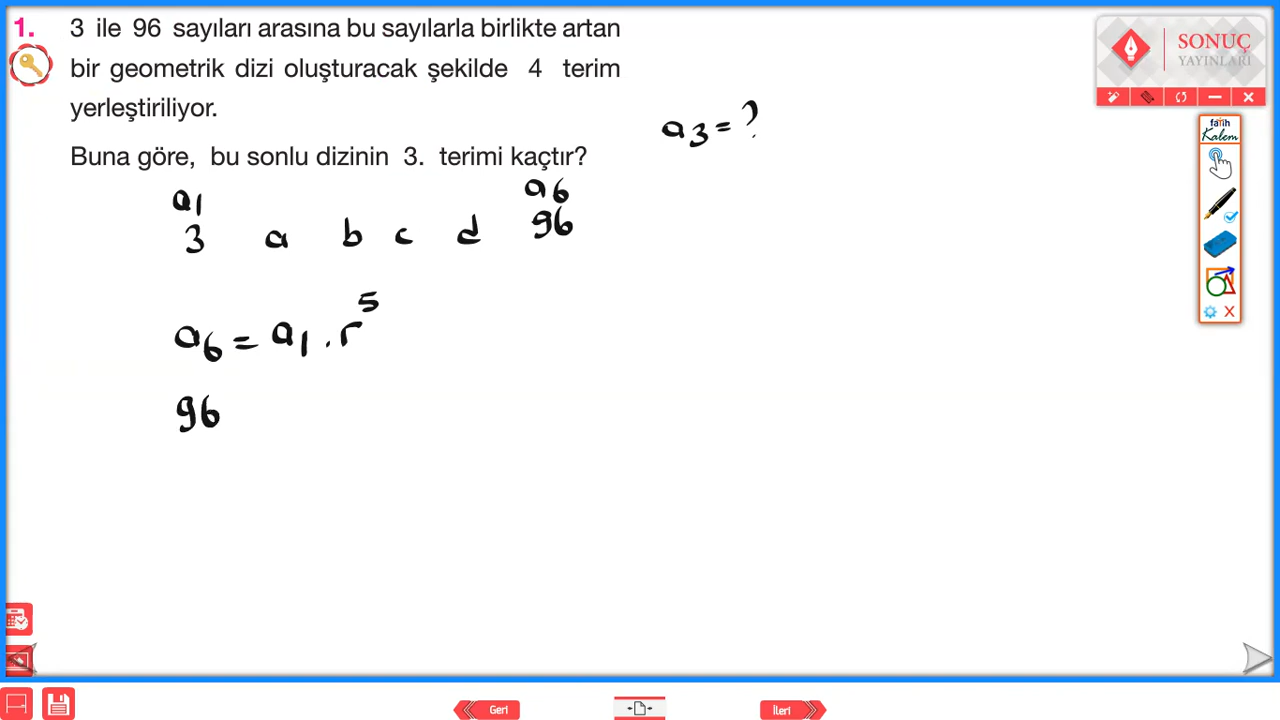 1. 3 ile 96 sayıları arasına bu sayılarla birlikte artan
bir geometrik dizi oluşturacak şekilde 4 terim
yerleştiriliyor.
Buna göre, bu sonlu dizinin 3. terimi kaçtır?
a3 = ?
a1 a6
3 a b c d 96
a6 = a1 . r^5
96
SONUÇ
YAYINLARI
fatih
Kalem
Geri
İleri